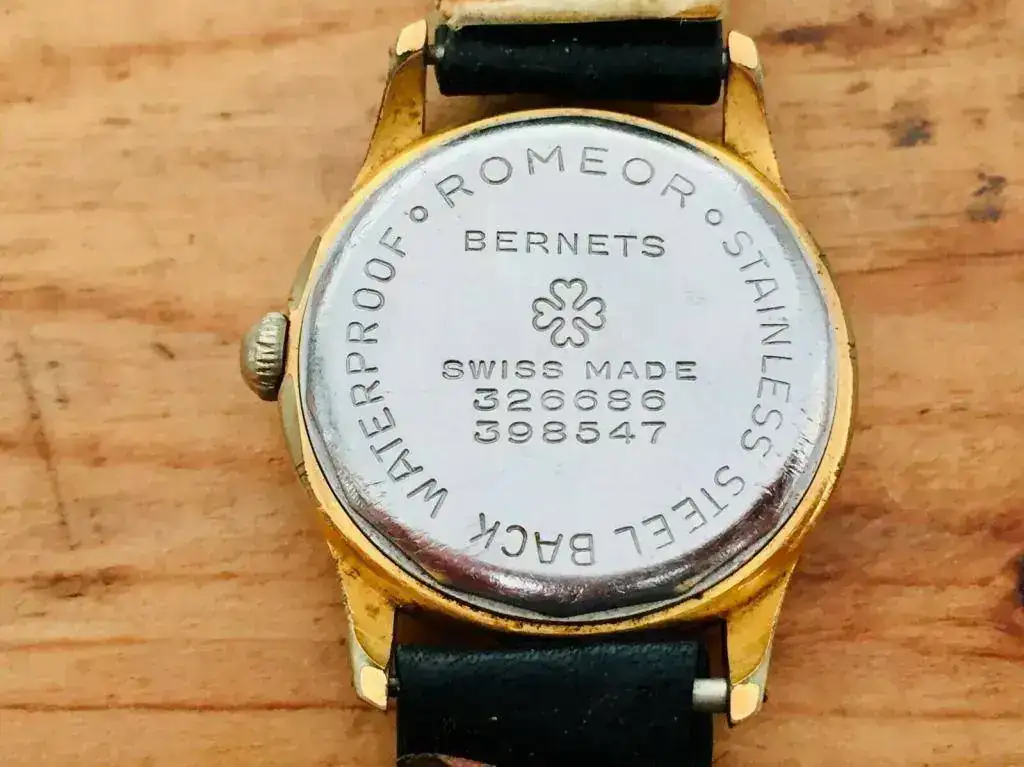 ROMEOR
STAINLESS STEEL BACK
WATERPROOF
BERNETS
SWISS MADE
326686
398547